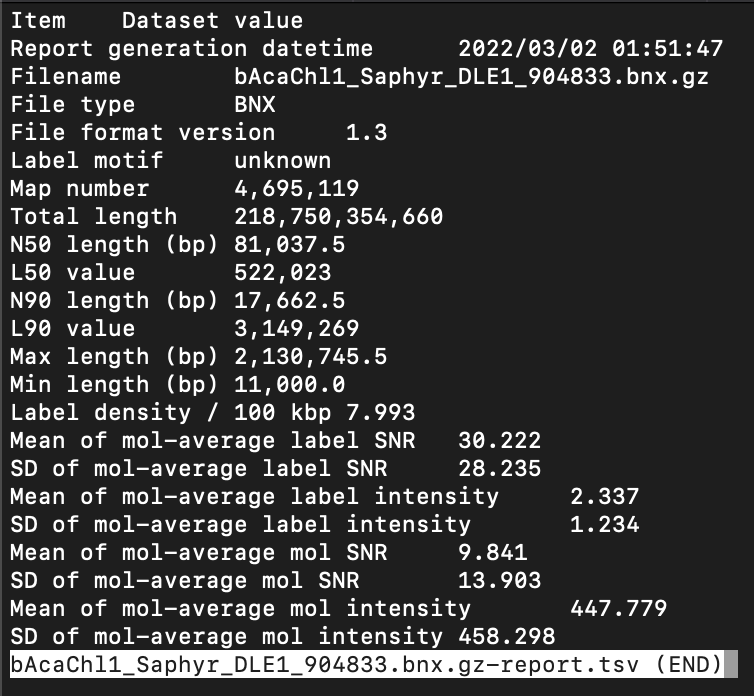 Item    Dataset value
Report generation datetime      2022/03/02 01:51:47
Filename        bAcaChl1_Saphyr_DLE1_904833.bnx.gz
File type       BNX
File format version     1.3
Label motif     unknown
Map number      4,695,119
Total length    218,750,354,660
N50 length (bp) 81,037.5
L50 value       522,023
N90 length (bp) 17,662.5
L90 value       3,149,269
Max length (bp) 2,130,745.5
Min length (bp) 11,000.0
Label density / 100 kbp 7.993
Mean of mol-average label SNR   30.222
SD of mol-average label SNR     28.235
Mean of mol-average label intensity     2.337
SD of mol-average label intensity       1.234
Mean of mol-average mol SNR     9.841
SD of mol-average mol SNR       13.903
Mean of mol-average mol intensity       447.779
SD of mol-average mol intensity 458.298
bAcaChl1_Saphyr_DLE1_904833.bnx.gz-report.tsv (END)